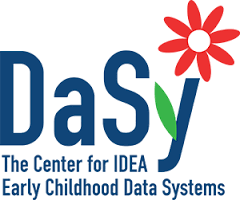 DaSy
The Center for IDEA
Early Childhood Data Systems